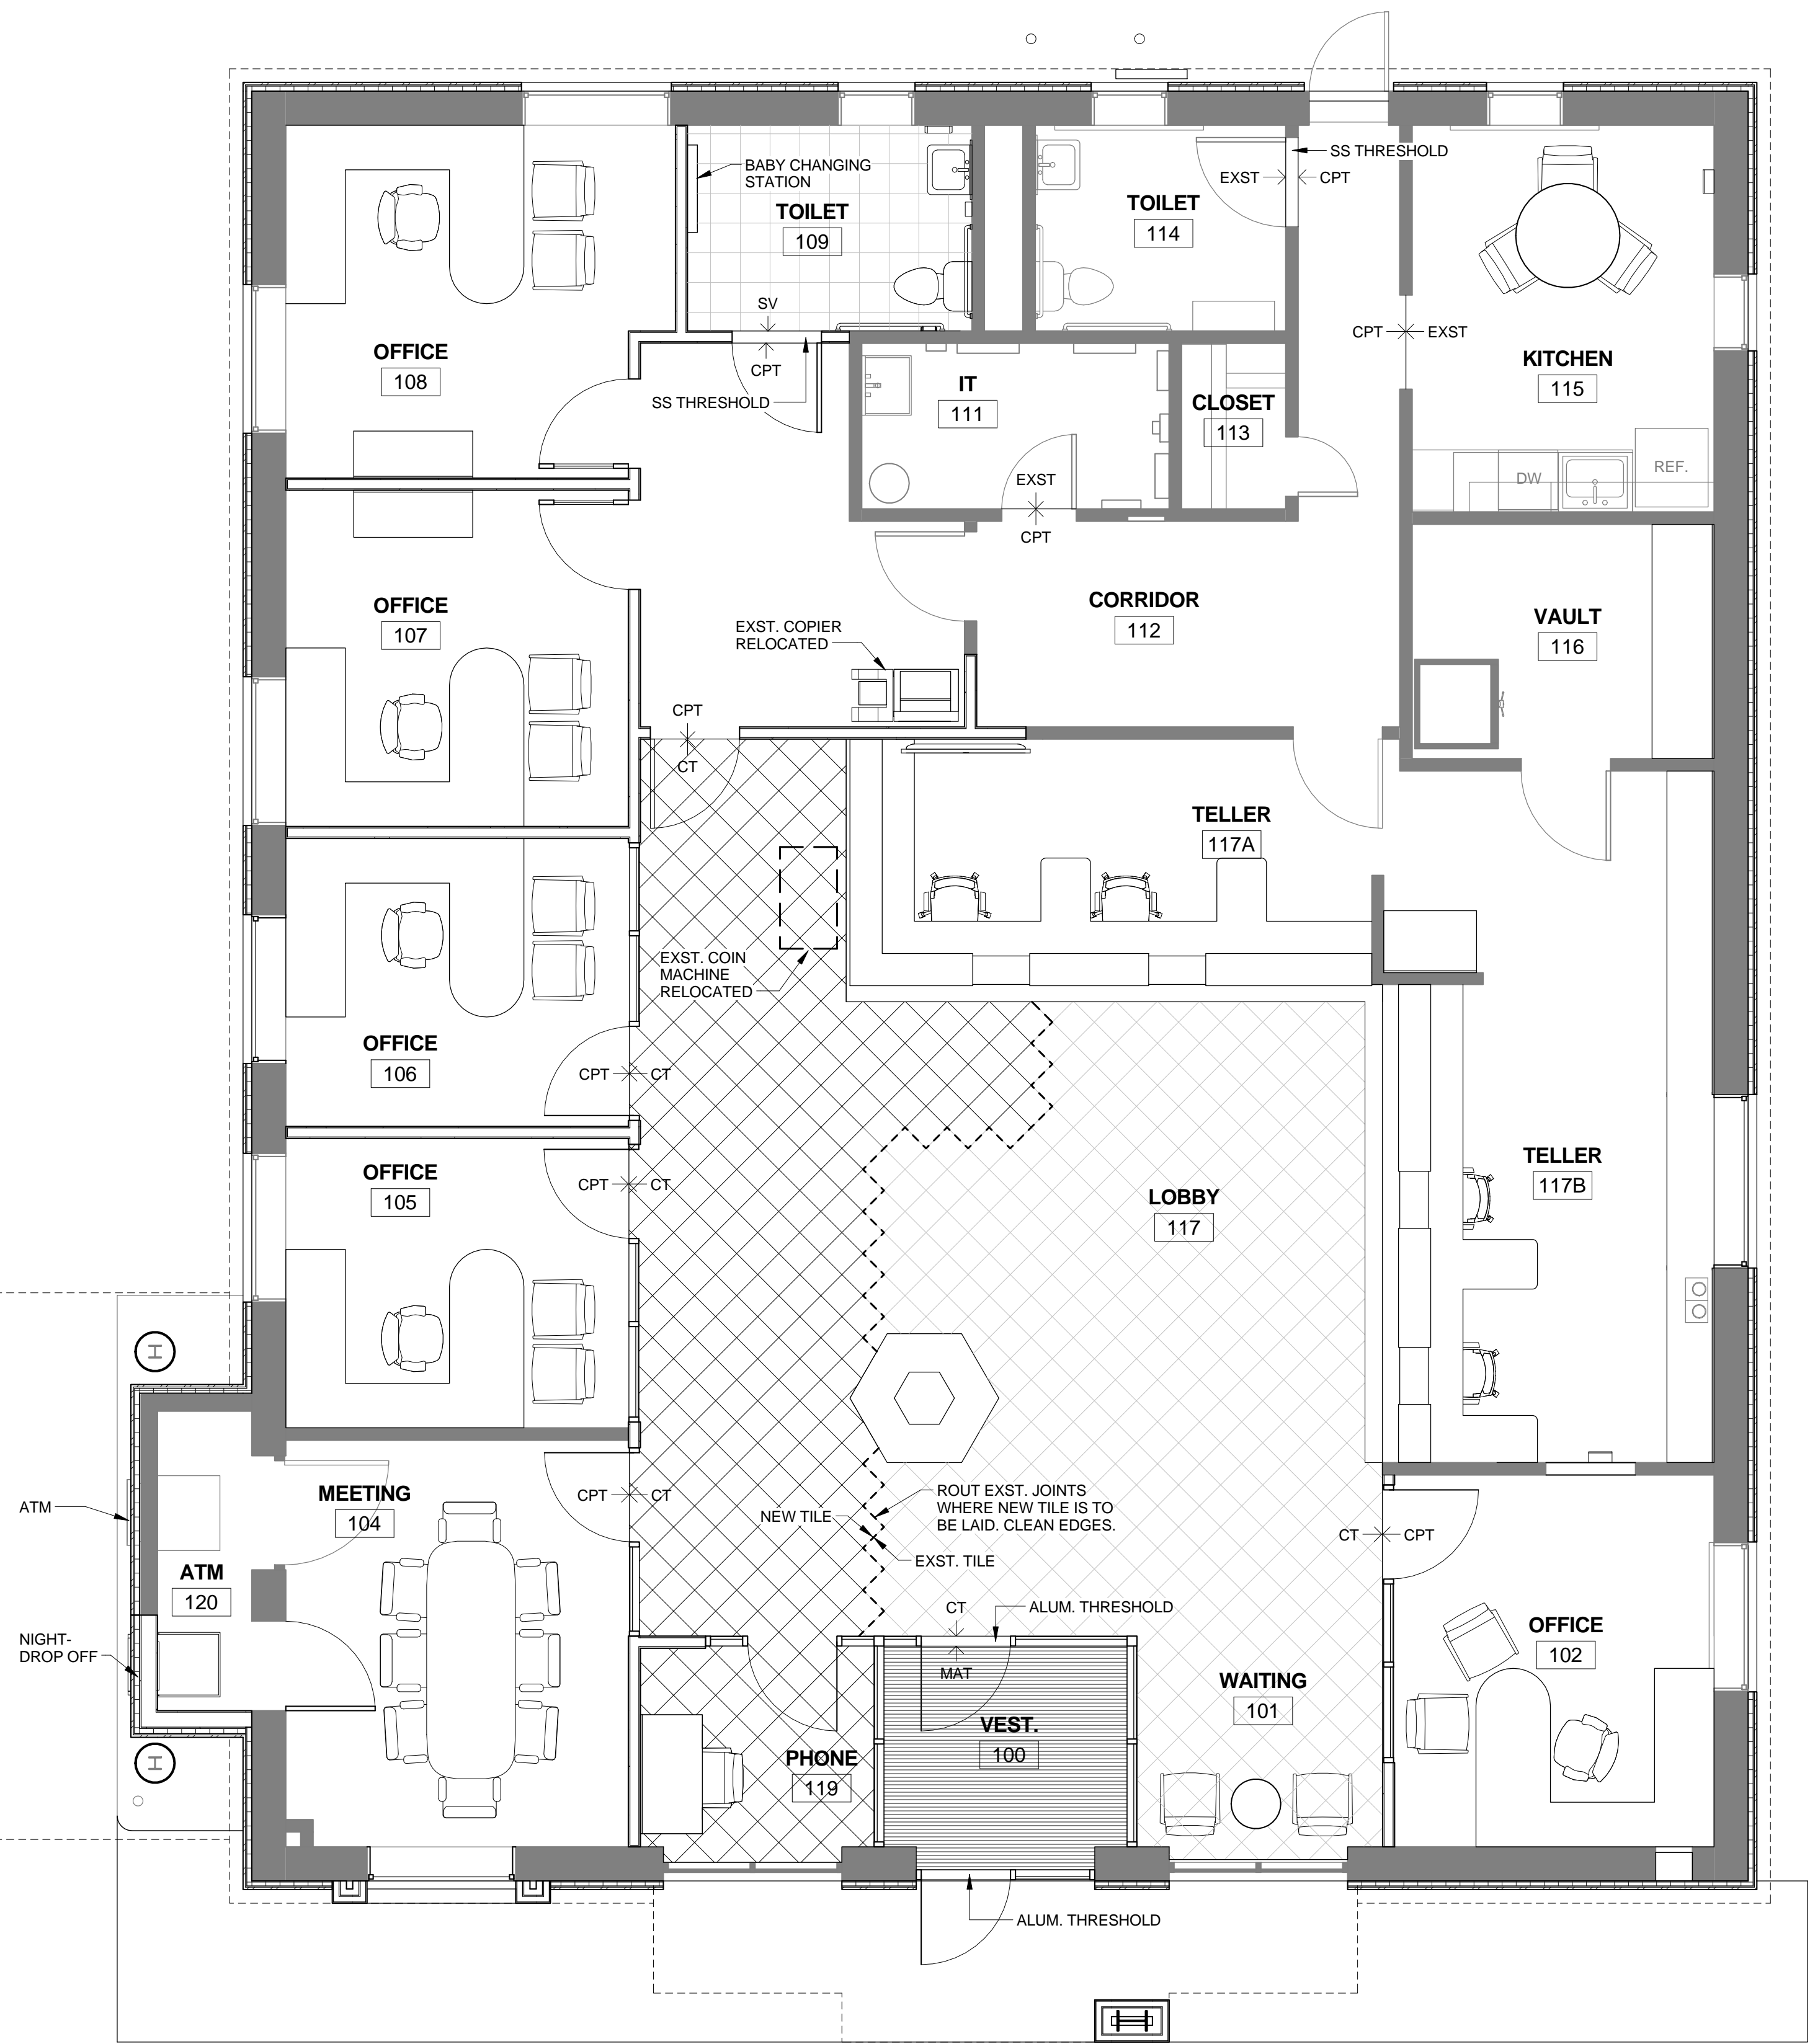 BABY CHANGING
STATION
TOILET
109
SV
CPT
SS THRESHOLD
TOILET
114
SS THRESHOLD
EXST
CPT
CPT
EXST
KITCHEN
115
DW
REF.
OFFICE
108
IT
111
CLOSET
113
EXST
CPT
OFFICE
107
CORRIDOR
112
VAULT
116
EXST. COPIER
RELOCATED
CPT
CT
TELLER
117A
EXST. COIN
MACHINE
RELOCATED
OFFICE
106
CPT
CT
OFFICE
105
CPT
CT
LOBBY
117
TELLER
117B
H
ATM
MEETING
104
CPT
CT
ROUT EXST. JOINTS
WHERE NEW TILE IS TO
BE LAID. CLEAN EDGES.
NEW TILE
EXST. TILE
CT
CPT
ATM
120
NIGHT-
DROP OFF
CT
MAT
ALUM. THRESHOLD
OFFICE
102
WAITING
101
VEST.
100
PHONE
119
H
ALUM. THRESHOLD